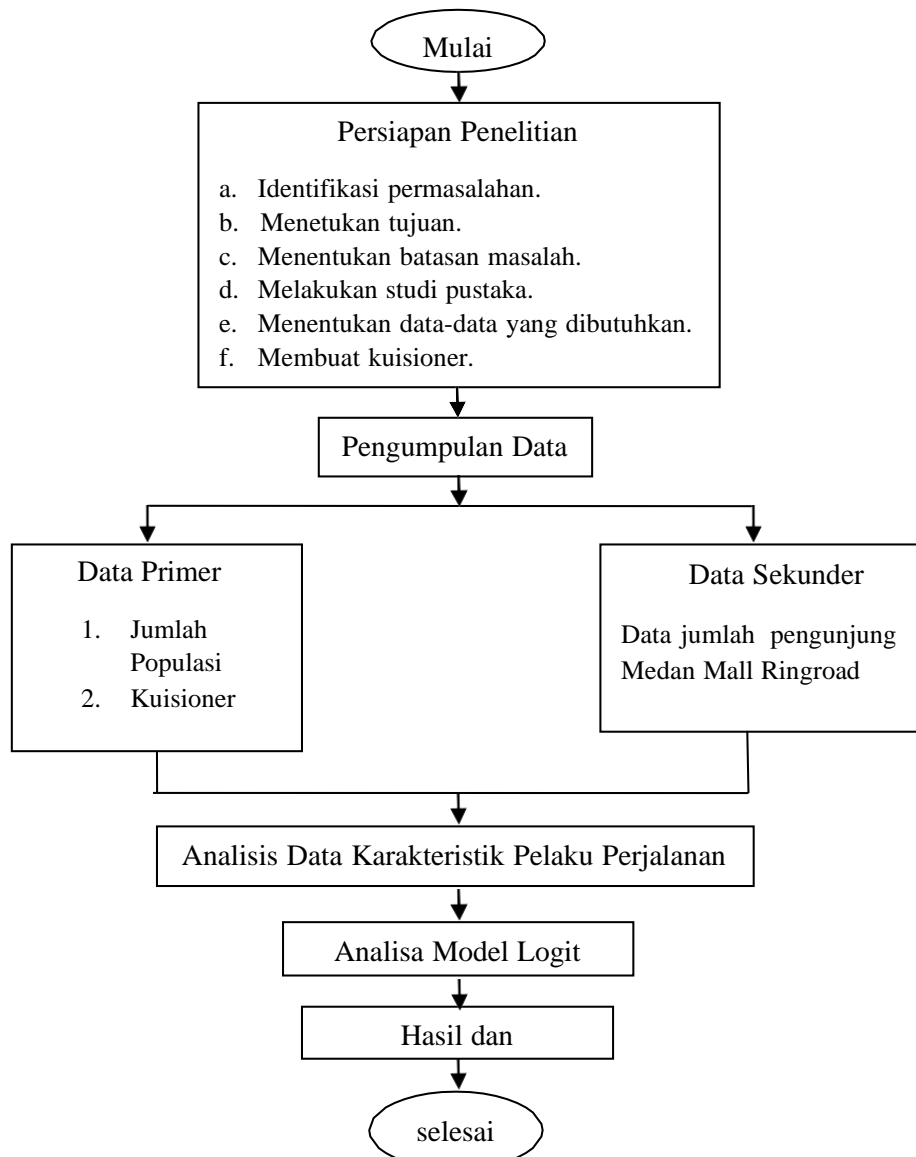 Mulai
Persiapan Penelitian
a. Identifikasi permasalahan.
b. Menetukan tujuan.
c. Menentukan batasan masalah.
d. Melakukan studi pustaka.
e. Menentukan data-data yang dibutuhkan.
f. Membuat kuisioner.
Pengumpulan Data
Data Primer
1. Jumlah
Populasi
2. Kuisioner
Data Sekunder
Data jumlah pengunjung
Medan Mall Ringroad
Analisis Data Karakteristik Pelaku Perjalanan
Analisa Model Logit
Hasil dan
selesai